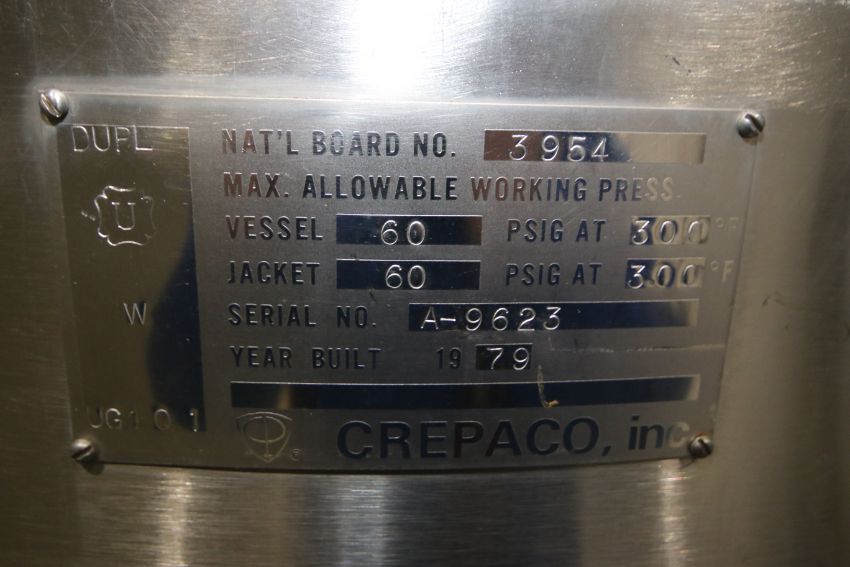 DUPL
U
W
UG101
NAT'L BOARD NO. 3954
MAX. ALLOWABLE WORKING PRESS.
VESSEL 60 PSIG AT 300 °F
JACKET 60 PSIG AT 300 °F
SERIAL NO. A-9623
YEAR BUILT 19 79
CREPACO, inc.